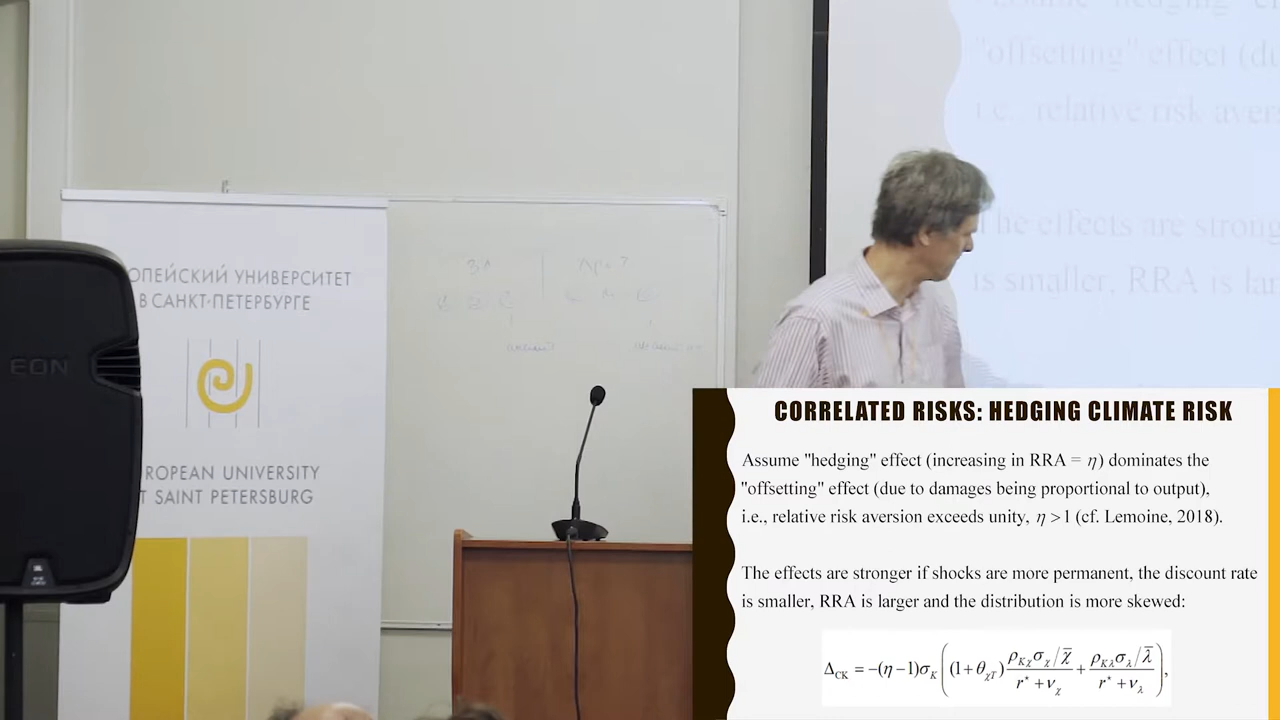 "offsetting" effect (du
i.e., relative risk avers
The effects are strong
is smaller, RRA is lar
ОПЕЙСКИЙ УНИВЕРСИТЕТ
В САНКТ-ПЕТЕРБУРГЕ
EON
ROPEAN UNIVERSITY
T SAINT PETERSBURG
JBL
CORRELATED RISKS: HEDGING CLIMATE RISK
Assume "hedging" effect (increasing in RRA = η) dominates the
"offsetting" effect (due to damages being proportional to output),
i.e., relative risk aversion exceeds unity, η > 1 (cf. Lemoine, 2018).
The effects are stronger if shocks are more permanent, the discount rate
is smaller, RRA is larger and the distribution is more skewed:
Δ_CK = −(η−1)σ_K ( (1+θ_χT) (ρ_Kχ σ_χ / χ̄)/(r* + ν_χ) + (ρ_Kλ σ_λ / λ̄)/(r* + ν_λ) ),